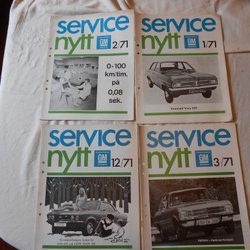 service
nytt
GM
2/71
0-100
km/tim.
på
0,08
sek.
service
nytt
GM
1/71
service
nytt
GM
12/71
service
nytt
GM
3/71